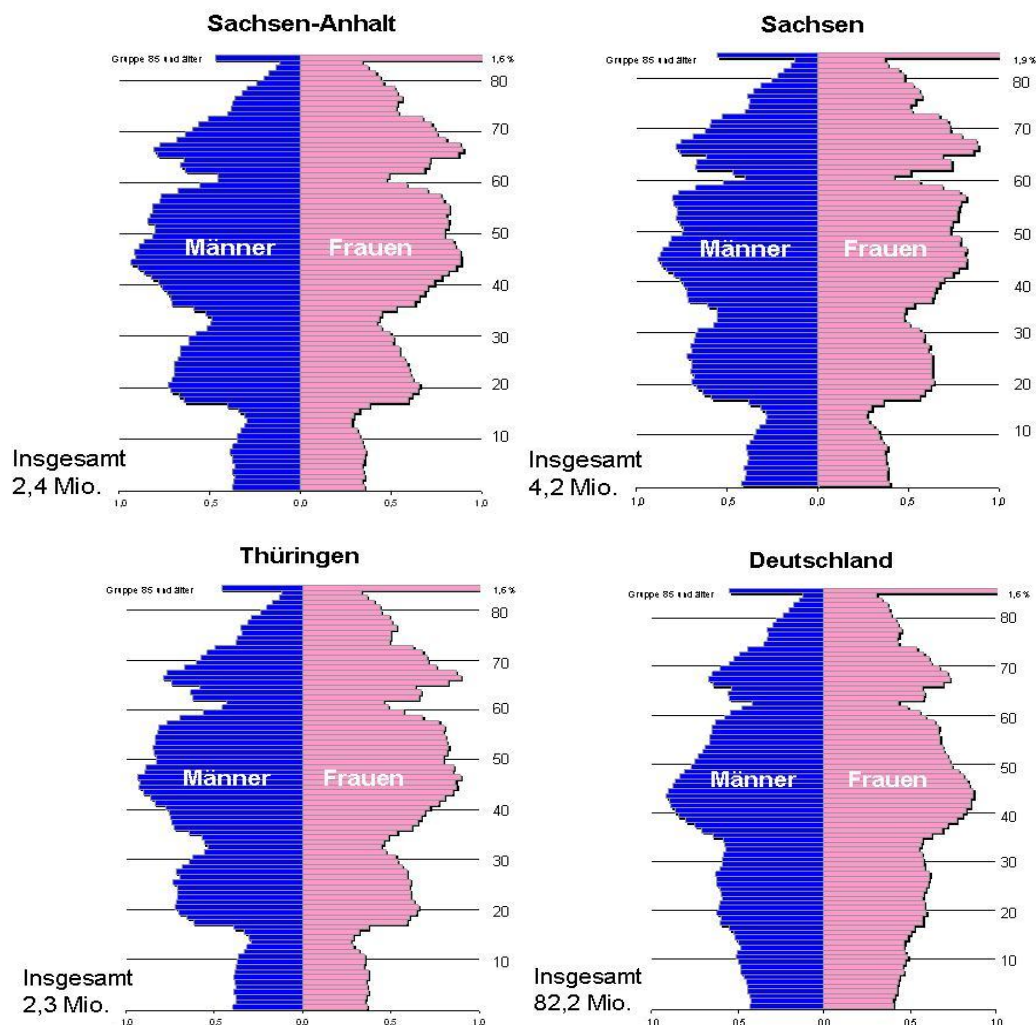 Sachsen-Anhalt
Gruppe 85 und älter
1,6 %
80
70
60
50
Männer
Frauen
40
30
20
10
Insgesamt
2,4 Mio.
1,0
0,5
0,0
0,5
1,0
Sachsen
Gruppe 85 und älter
1,9 %
80
70
60
50
Männer
Frauen
40
30
20
10
Insgesamt
4,2 Mio.
1,0
0,5
0,0
0,5
1,0
Thüringen
Gruppe 85 und älter
1,6 %
80
70
60
50
Männer
Frauen
40
30
20
10
Insgesamt
2,3 Mio.
1,0
0,5
0,0
0,5
1,0
Deutschland
Gruppe 85 und älter
1,6 %
80
70
60
50
Männer
Frauen
40
30
20
10
Insgesamt
82,2 Mio.
1,0
0,5
0,0
0,5
1,0